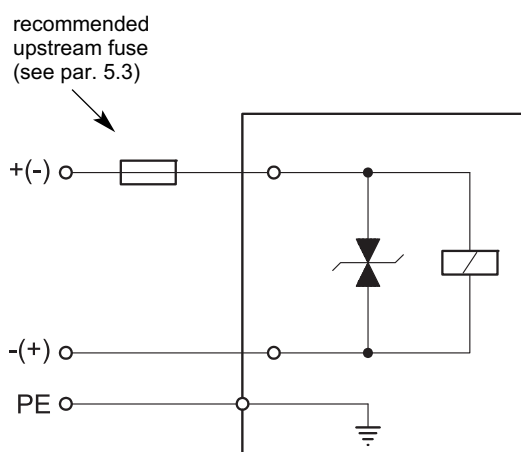 recommended
upstream fuse
(see par. 5.3)
+(-)
-(+)
PE